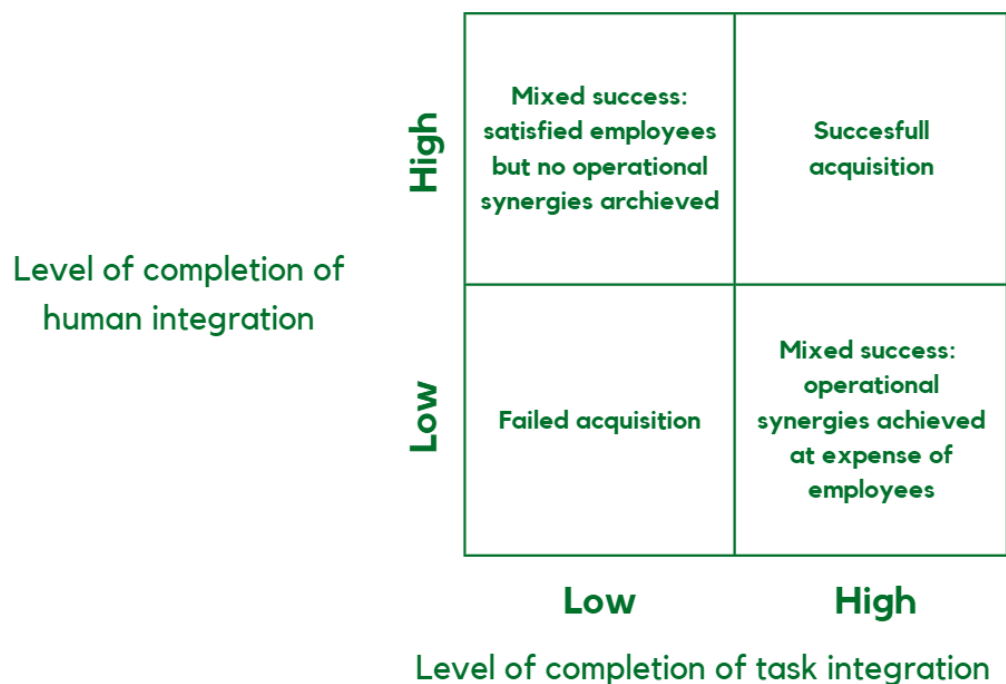 High
Mixed success:
satisfied employees
but no operational
synergies archieved
Succesfull
acquisition
Level of completion of
human integration
Low
Failed acquisition
Mixed success:
operational
synergies achieved
at expense of
employees
Low
High
Level of completion of task integration